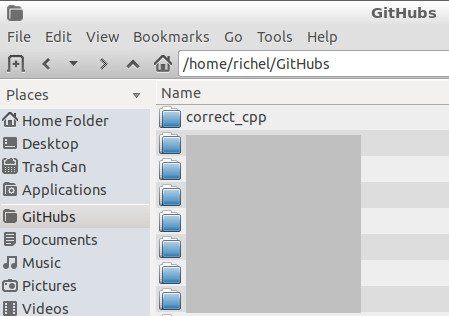 GitHubs
File Edit View Bookmarks Go Tools Help
/home/richel/GitHubs
Places
Name
Home Folder
correct_cpp
Desktop
Trash Can
Applications
GitHubs
Documents
Music
Pictures
Videos